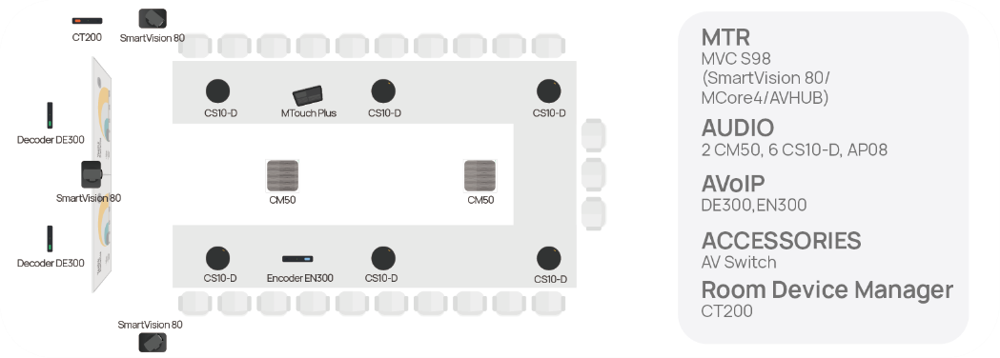 CT200
SmartVision 80
CS10-D
MTouch Plus
CS10-D
CS10-D
Decoder DE300
SmartVision 80
CM50
CM50
Decoder DE300
CS10-D
Encoder EN300
CS10-D
CS10-D
SmartVision 80
MTR
MVC S98
(SmartVision 80/
MCore4/AVHUB)
AUDIO
2 CM50, 6 CS10-D, AP08
AVoIP
DE300,EN300
ACCESSORIES
AV Switch
Room Device Manager
CT200